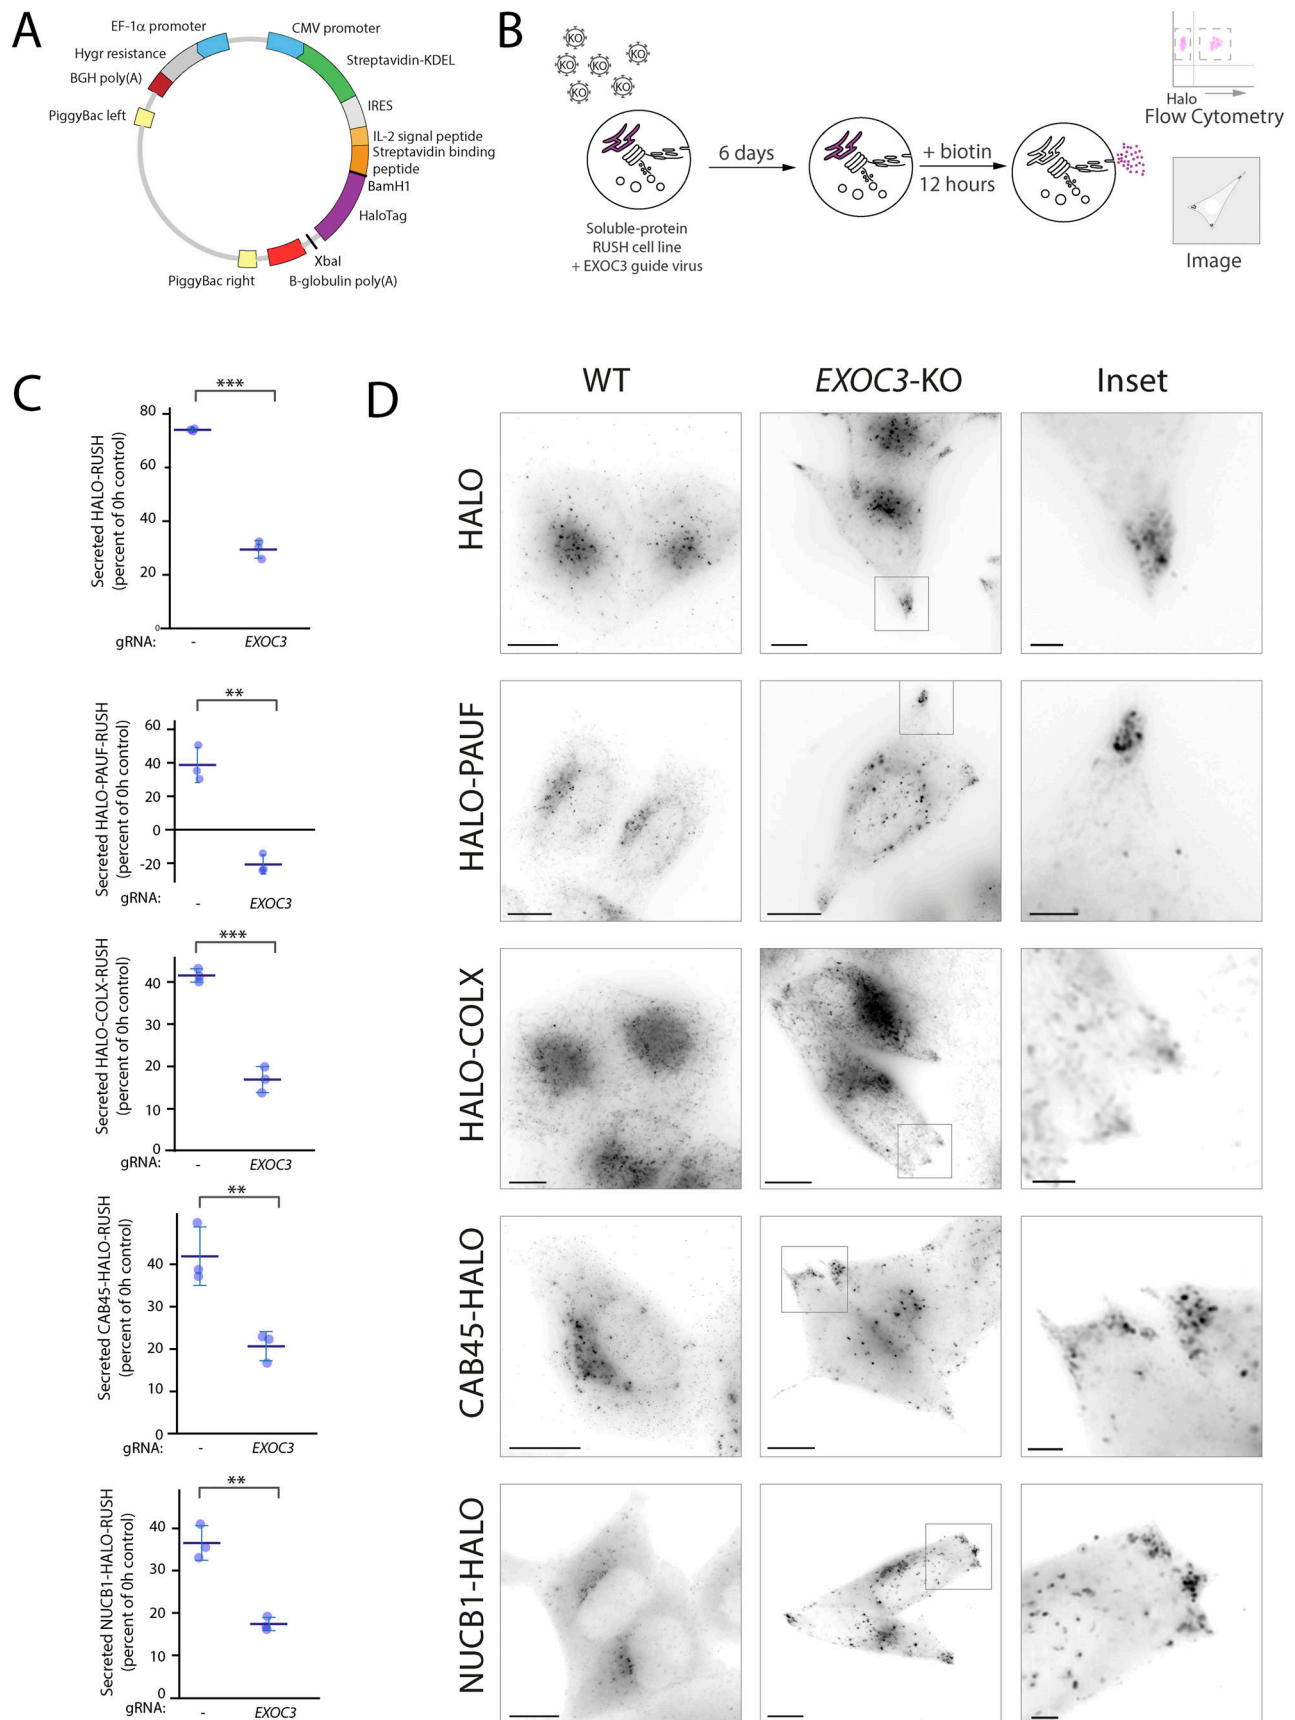 A
EF-1α promoter
CMV promoter
Hygr resistance
Streptavidin-KDEL
BGH poly(A)
IRES
PiggyBac left
IL-2 signal peptide
Streptavidin binding
peptide
BamH1
HaloTag
XbaI
PiggyBac right
B-globulin poly(A)
B
KO
KO
KO
KO
KO
KO
6 days
+ biotin
12 hours
Soluble-protein
RUSH cell line
+ EXOC3 guide virus
Halo
Flow Cytometry
Image
C
***
Secreted HALO-RUSH
(percent of 0h control)
80
60
40
20
0
gRNA:
-
EXOC3
**
Secreted HALO-PAUF-RUSH
(percent of 0h control)
60
40
20
0
-20
gRNA:
-
EXOC3
***
Secreted HALO-COLX-RUSH
(percent of 0h control)
40
30
20
10
0
gRNA:
-
EXOC3
**
Secreted CAB45-HALO-RUSH
(percent of 0h control)
40
30
20
10
0
gRNA:
-
EXOC3
**
Secreted NUCB1-HALO-RUSH
(percent of 0h control)
40
30
20
10
0
gRNA:
-
EXOC3
D
WT
EXOC3-KO
Inset
HALO
HALO-PAUF
HALO-COLX
CAB45-HALO
NUCB1-HALO